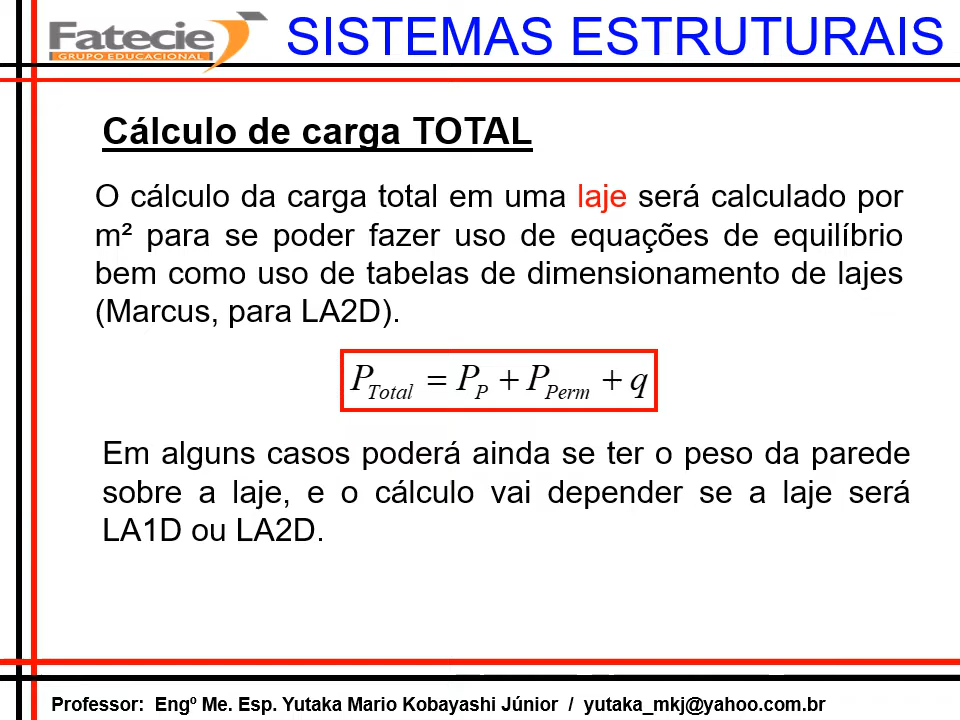 Fatecie
GRUPO EDUCACIONAL
SISTEMAS ESTRUTURAIS
Cálculo de carga TOTAL
O cálculo da carga total em uma laje será calculado por
m² para se poder fazer uso de equações de equilíbrio
bem como uso de tabelas de dimensionamento de lajes
(Marcus, para LA2D).
P_Total = P_P + P_Perm + q
Em alguns casos poderá ainda se ter o peso da parede
sobre a laje, e o cálculo vai depender se a laje será
LA1D ou LA2D.
Professor: Engº Me. Esp. Yutaka Mario Kobayashi Júnior / yutaka_mkj@yahoo.com.br